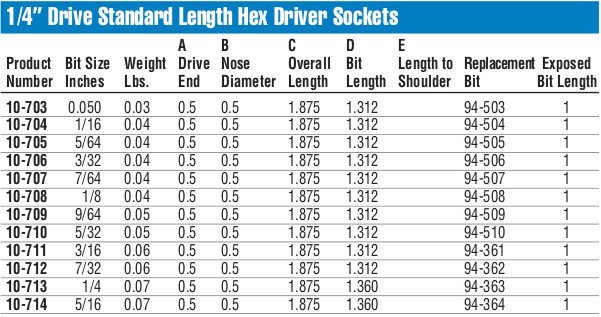 1/4" Drive Standard Length Hex Driver Sockets
A B C D E
Product Bit Size Weight Drive Nose Overall Bit Length to Replacement Exposed
Number Inches Lbs. End Diameter Length Length Shoulder Bit Bit Length
10-703 0.050 0.03 0.5 0.5 1.875 1.312 94-503 1
10-704 1/16 0.04 0.5 0.5 1.875 1.312 94-504 1
10-705 5/64 0.04 0.5 0.5 1.875 1.312 94-505 1
10-706 3/32 0.04 0.5 0.5 1.875 1.312 94-506 1
10-707 7/64 0.04 0.5 0.5 1.875 1.312 94-507 1
10-708 1/8 0.04 0.5 0.5 1.875 1.312 94-508 1
10-709 9/64 0.05 0.5 0.5 1.875 1.312 94-509 1
10-710 5/32 0.05 0.5 0.5 1.875 1.312 94-510 1
10-711 3/16 0.06 0.5 0.5 1.875 1.312 94-361 1
10-712 7/32 0.06 0.5 0.5 1.875 1.312 94-362 1
10-713 1/4 0.07 0.5 0.5 1.875 1.360 94-363 1
10-714 5/16 0.07 0.5 0.5 1.875 1.360 94-364 1